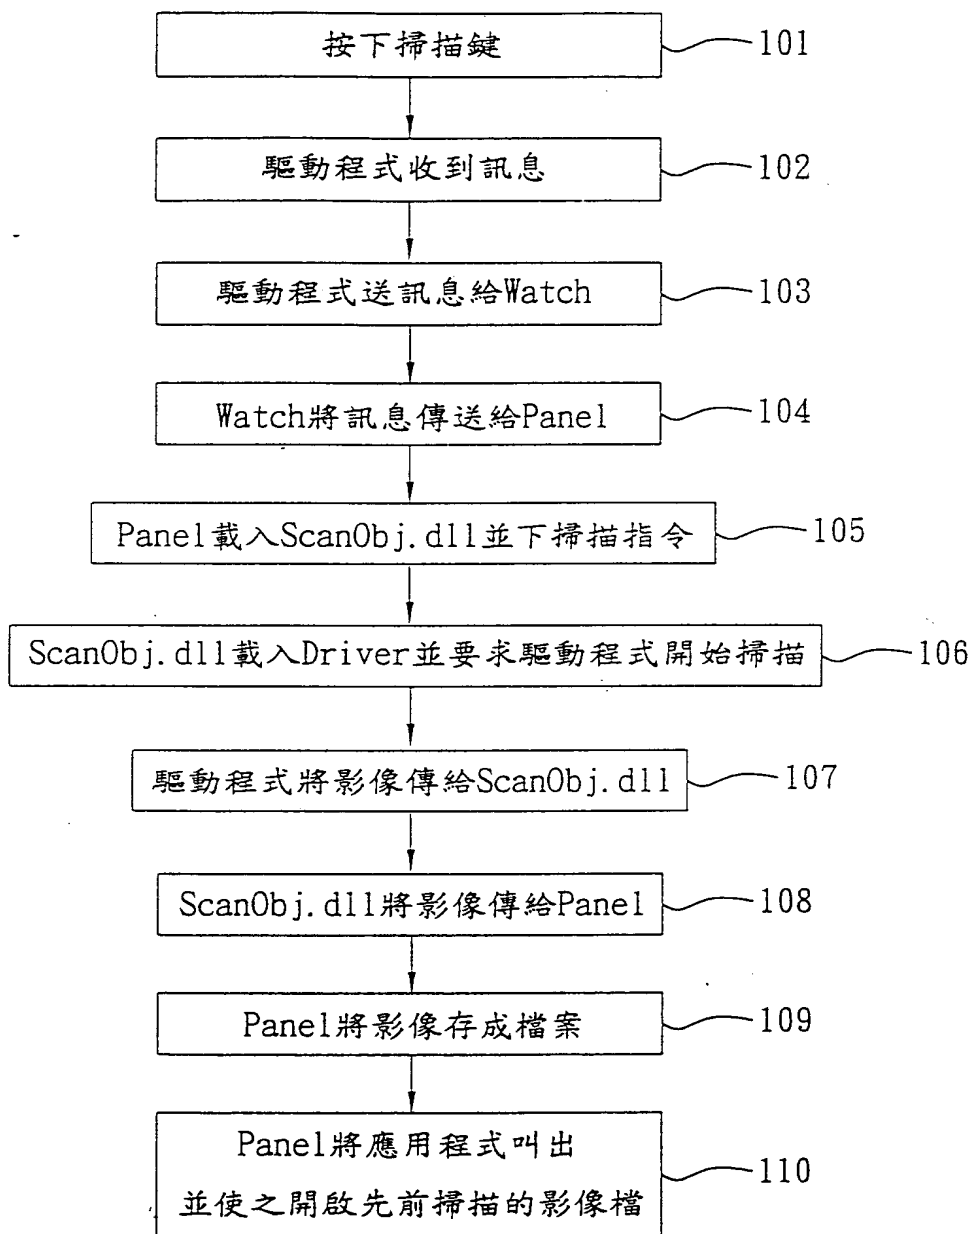 按下掃描鍵
101
驅動程式收到訊息
102
驅動程式送訊息給Watch
103
Watch將訊息傳送給Panel
104
Panel載入ScanObj.dll並下掃描指令
105
ScanObj.dll載入Driver並要求驅動程式開始掃描
106
驅動程式將影像傳給ScanObj.dll
107
ScanObj.dll將影像傳給Panel
108
Panel將影像存成檔案
109
Panel將應用程式叫出
並使之開啟先前掃描的影像檔
110